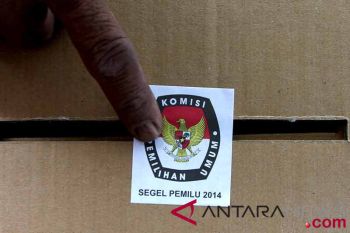 KOMISI
PEMILIHAN UMUM
SEGEL PEMILU 2014
ANTARA
.com